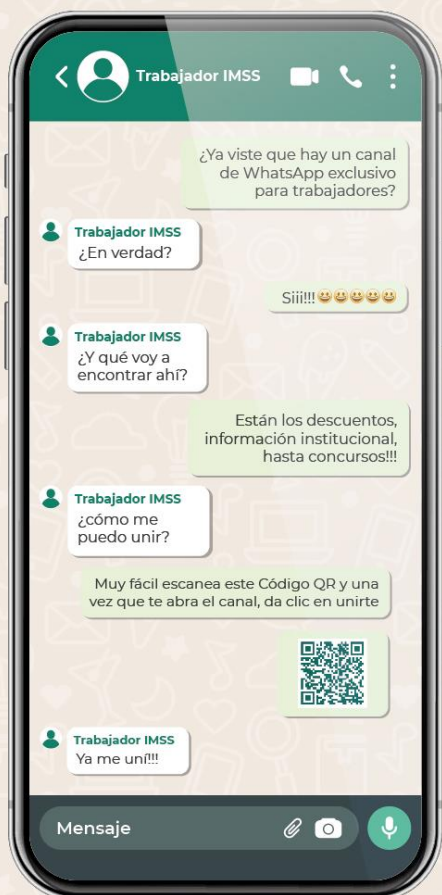 Trabajador IMSS
¿Ya viste que hay un canal
de WhatsApp exclusivo
para trabajadores?
Trabajador IMSS
¿En verdad?
Siii!!!😃😃😃😃😃
Trabajador IMSS
¿Y qué voy a
encontrar ahí?
Están los descuentos,
información institucional,
hasta concursos!!!
Trabajador IMSS
¿cómo me
puedo unir?
Muy fácil escanea este Código QR y una
vez que te abra el canal, da clic en unirte
Trabajador IMSS
Ya me uní!!!
Mensaje